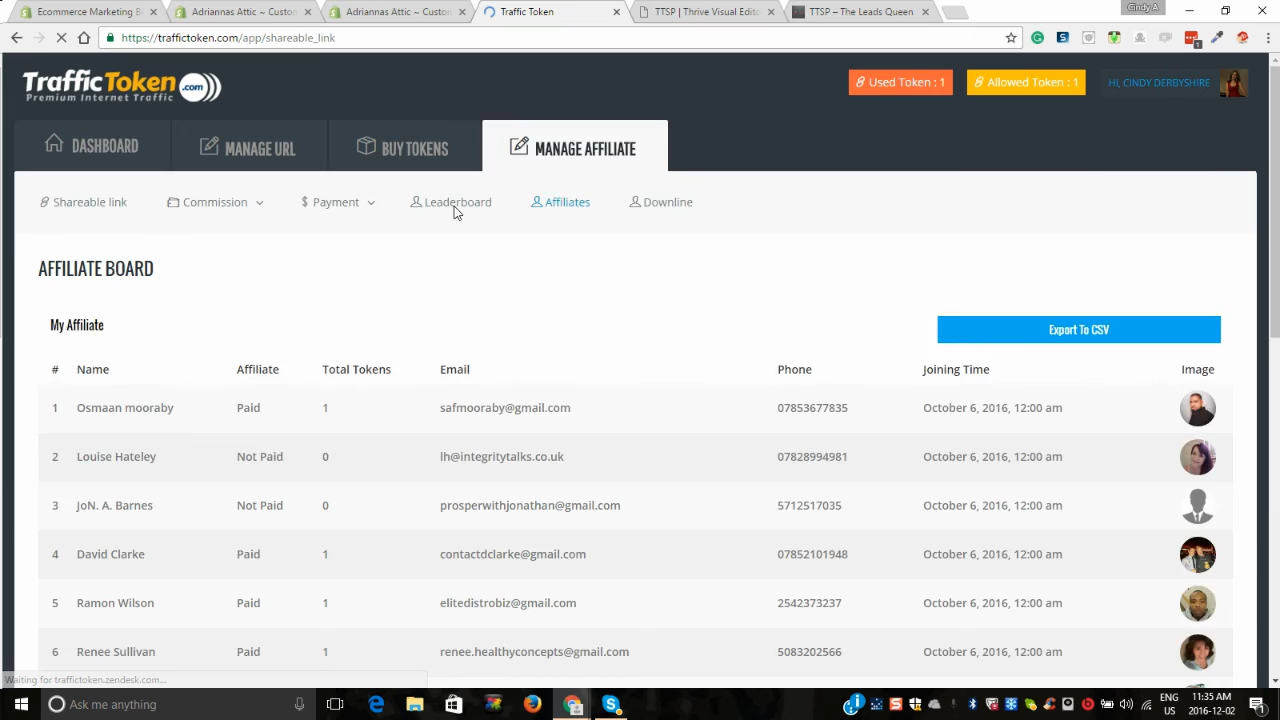 Ecommerce Marketing B
Adriannas Attic ~ Custom
Adriannas Attic ~ Custom
Traffic Token
TTSP | Thrive Visual Editor
TTSP – The Leads Queen
Cindy A
https://traffictoken.com/app/shareable_link
TrafficToken.com
Premium Internet Traffic
Used Token : 1
Allowed Token : 1
HI, CINDY DERBYSHIRE
DASHBOARD
MANAGE URL
BUY TOKENS
MANAGE AFFILIATE
Shareable link
Commission
Payment
Leaderboard
Affiliates
Downline
AFFILIATE BOARD
My Affiliate
Export To CSV
# Name Affiliate Total Tokens Email Phone Joining Time Image
1 Osmaan mooraby Paid 1 safmooraby@gmail.com 07853677835 October 6, 2016, 12:00 am
2 Louise Hateley Not Paid 0 lh@integritytalks.co.uk 07828994981 October 6, 2016, 12:00 am
3 JoN. A. Barnes Not Paid 0 prosperwithjonathan@gmail.com 5712517035 October 6, 2016, 12:00 am
4 David Clarke Paid 1 contactdclarke@gmail.com 07852101948 October 6, 2016, 12:00 am
5 Ramon Wilson Paid 1 elitedistrobiz@gmail.com 2542373237 October 6, 2016, 12:00 am
6 Renee Sullivan Paid 1 renee.healthyconcepts@gmail.com 5083202566 October 6, 2016, 12:00 am
Waiting for traffictoken.zendesk.com...
Ask me anything
ENG
US
11:35 AM
2016-12-02